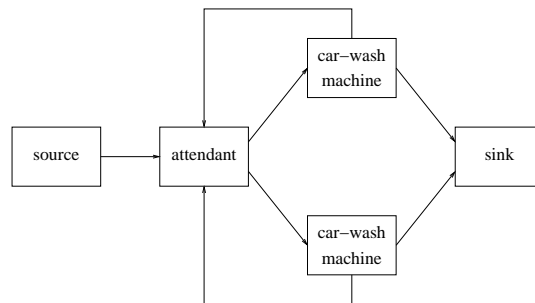 car–wash
machine
source
attendant
sink
car–wash
machine